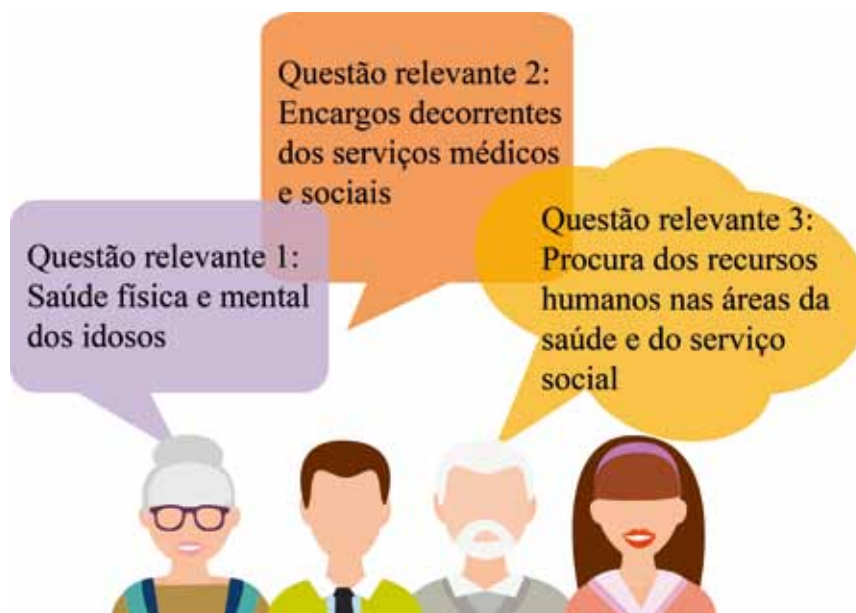 Questão relevante 1:
Saúde física e mental
dos idosos
Questão relevante 2:
Encargos decorrentes
dos serviços médicos
e sociais
Questão relevante 3:
Procura dos recursos
humanos nas áreas da
saúde e do serviço
social